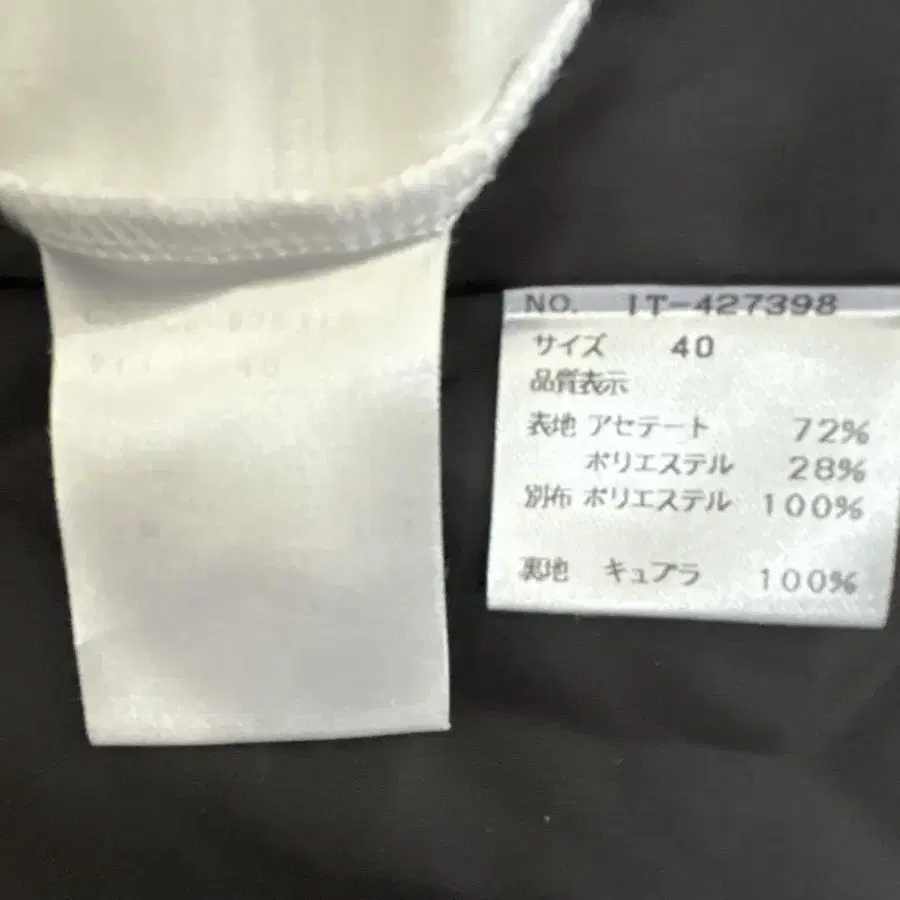 NO. IT-427398
サイズ 40
品質表示
表地 アセテート 72%
ポリエステル 28%
別布 ポリエステル 100%
裏地 キュプラ 100%
40